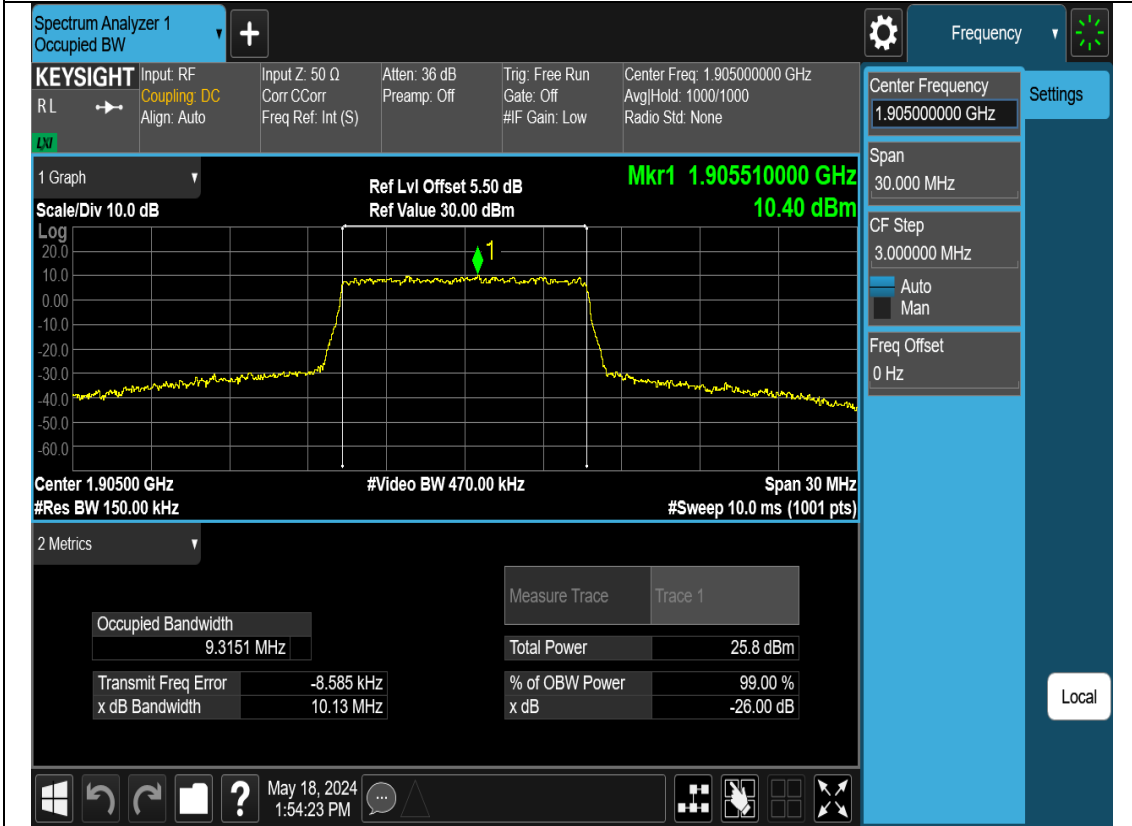 Spectrum Analyzer 1
Occupied BW
+
Frequency
KEYSIGHT
R L
LXI
Input: RF
Coupling: DC
Align: Auto
Input Z: 50 Ω
Corr CCorr
Freq Ref: Int (S)
Atten: 36 dB
Preamp: Off
Trig: Free Run
Gate: Off
#IF Gain: Low
Center Freq: 1.905000000 GHz
Avg|Hold: 1000/1000
Radio Std: None
Center Frequency
1.905000000 GHz
Settings
Span
30.000 MHz
CF Step
3.000000 MHz
Auto
Man
Freq Offset
0 Hz
Local
1 Graph
Scale/Div 10.0 dB
Ref Lvl Offset 5.50 dB
Ref Value 30.00 dBm
Mkr1 1.905510000 GHz
10.40 dBm
Log
20.0
10.0
0.00
-10.0
-20.0
-30.0
-40.0
-50.0
-60.0
1
Center 1.90500 GHz
#Video BW 470.00 kHz
Span 30 MHz
#Res BW 150.00 kHz
#Sweep 10.0 ms (1001 pts)
2 Metrics
Measure Trace Trace 1
Occupied Bandwidth
9.3151 MHz
Total Power 25.8 dBm
Transmit Freq Error -8.585 kHz
% of OBW Power 99.00 %
x dB Bandwidth 10.13 MHz
x dB -26.00 dB
?
May 18, 2024
1:54:23 PM